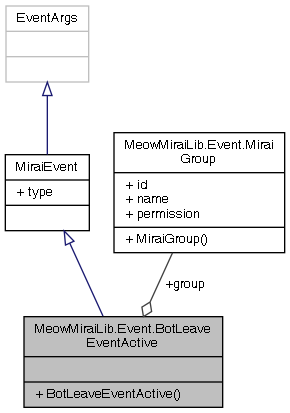 EventArgs
MiraiEvent
+ type
MeowMiraiLib.Event.Mirai
Group
+ id
+ name
+ permission
+ MiraiGroup()
+group
MeowMiraiLib.Event.BotLeave
EventActive
+ BotLeaveEventActive()